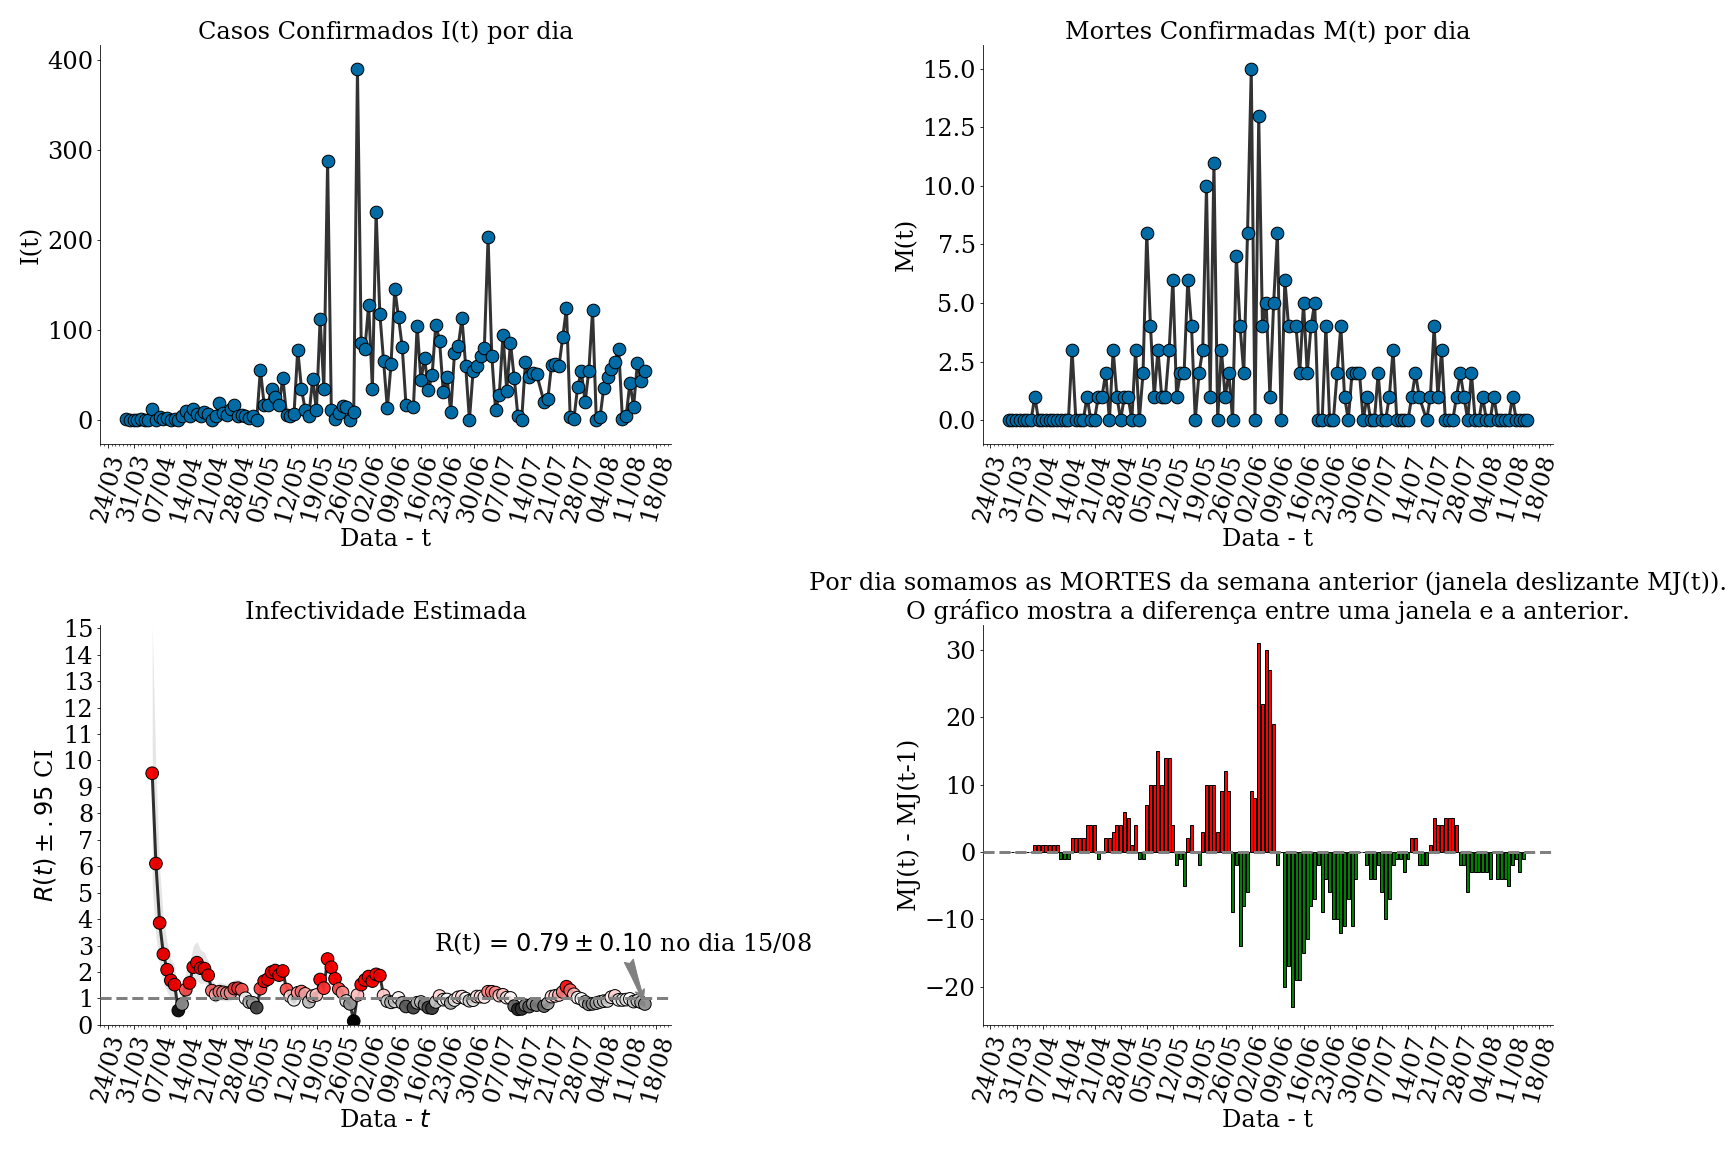 Casos Confirmados I(t) por dia
400
300
200
100
0
I(t)
24/03 31/03 07/04 14/04 21/04 28/04 05/05 12/05 19/05 26/05 02/06 09/06 16/06 23/06 30/06 07/07 14/07 21/07 28/07 04/08 11/08 18/08
Data - t
Mortes Confirmadas M(t) por dia
15.0
12.5
10.0
7.5
5.0
2.5
0.0
M(t)
24/03 31/03 07/04 14/04 21/04 28/04 05/05 12/05 19/05 26/05 02/06 09/06 16/06 23/06 30/06 07/07 14/07 21/07 28/07 04/08 11/08 18/08
Data - t
Infectividade Estimada
15
14
13
12
11
10
9
8
7
6
5
4
3
2
1
0
R(t) ± .95 CI
R(t) = 0.79 ± 0.10 no dia 15/08
24/03 31/03 07/04 14/04 21/04 28/04 05/05 12/05 19/05 26/05 02/06 09/06 16/06 23/06 30/06 07/07 14/07 21/07 28/07 04/08 11/08 18/08
Data - t
Por dia somamos as MORTES da semana anterior (janela deslizante MJ(t)).
O gráfico mostra a diferença entre uma janela e a anterior.
30
20
10
0
−10
−20
MJ(t) - MJ(t-1)
24/03 31/03 07/04 14/04 21/04 28/04 05/05 12/05 19/05 26/05 02/06 09/06 16/06 23/06 30/06 07/07 14/07 21/07 28/07 04/08 11/08 18/08
Data - t